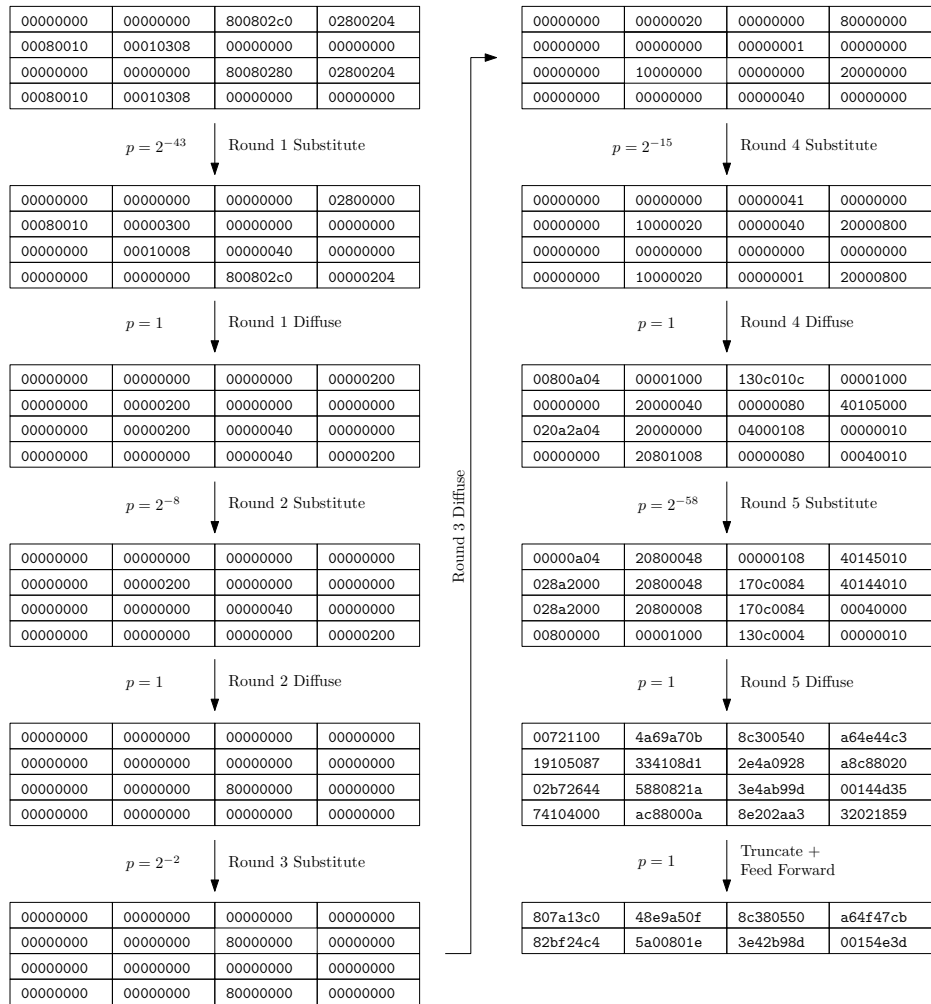 00000000 00000000 800802c0 02800204
00080010 00010308 00000000 00000000
00000000 00000000 80080280 02800204
00080010 00010308 00000000 00000000
p = 2^{-43} Round 1 Substitute
00000000 00000000 00000000 02800000
00080010 00000300 00000000 00000000
00000000 00010008 00000040 00000000
00000000 00000000 800802c0 00000204
p = 1 Round 1 Diffuse
00000000 00000000 00000000 00000200
00000000 00000200 00000000 00000000
00000000 00000200 00000040 00000000
00000000 00000000 00000040 00000200
p = 2^{-8} Round 2 Substitute
00000000 00000000 00000000 00000000
00000000 00000200 00000000 00000000
00000000 00000000 00000040 00000000
00000000 00000000 00000000 00000200
p = 1 Round 2 Diffuse
00000000 00000000 00000000 00000000
00000000 00000000 00000000 00000000
00000000 00000000 80000000 00000000
00000000 00000000 00000000 00000000
p = 2^{-2} Round 3 Substitute
00000000 00000000 00000000 00000000
00000000 00000000 80000000 00000000
00000000 00000000 00000000 00000000
00000000 00000000 80000000 00000000
Round 3 Diffuse
00000000 00000020 00000000 80000000
00000000 00000000 00000001 00000000
00000000 10000000 00000000 20000000
00000000 00000000 00000040 00000000
p = 2^{-15} Round 4 Substitute
00000000 00000000 00000041 00000000
00000000 10000020 00000040 20000800
00000000 00000000 00000000 00000000
00000000 10000020 00000001 20000800
p = 1 Round 4 Diffuse
00800a04 00001000 130c010c 00001000
00000000 20000040 00000080 40105000
020a2a04 20000000 04000108 00000010
00000000 20801008 00000080 00040010
p = 2^{-58} Round 5 Substitute
00000a04 20800048 00000108 40145010
028a2000 20800048 170c0084 40144010
028a2000 20800008 170c0084 00040000
00800000 00001000 130c0004 00000010
p = 1 Round 5 Diffuse
00721100 4a69a70b 8c300540 a64e44c3
19105087 334108d1 2e4a0928 a8c88020
02b72644 5880821a 3e4ab99d 00144d35
74104000 ac88000a 8e202aa3 32021859
p = 1 Truncate +
Feed Forward
807a13c0 48e9a50f 8c380550 a64f47cb
82bf24c4 5a00801e 3e42b98d 00154e3d